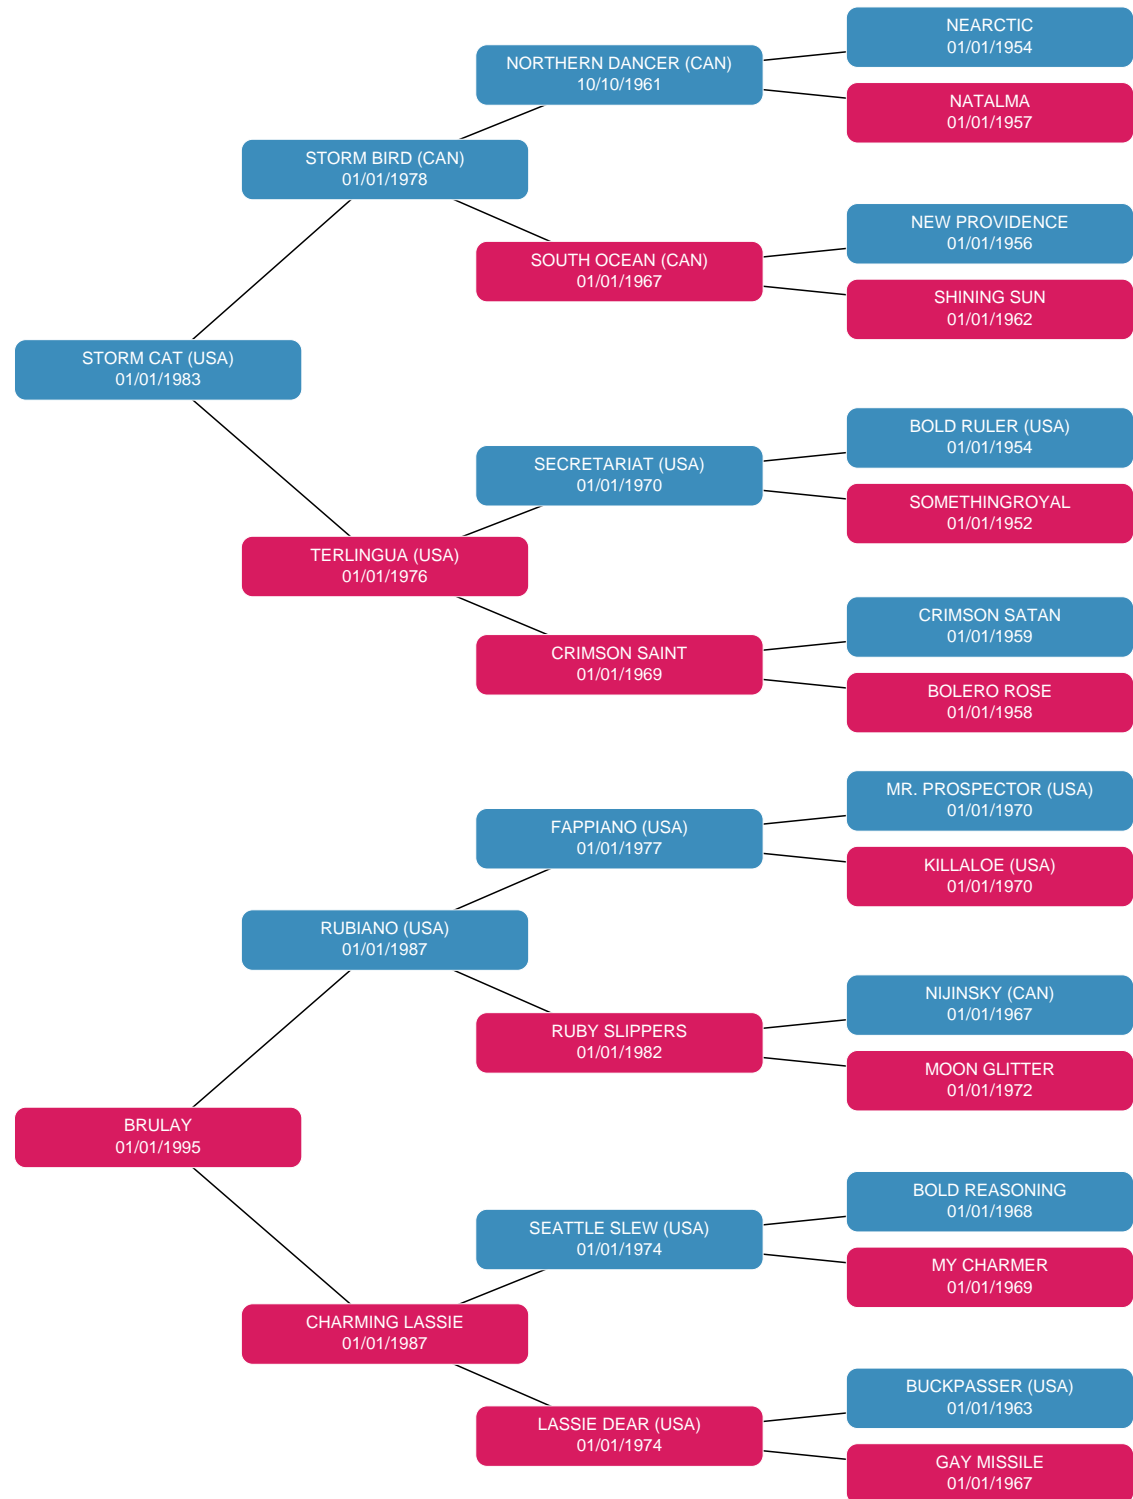 NEARCTIC
01/01/1954
NORTHERN DANCER (CAN)
10/10/1961
NATALMA
01/01/1957
STORM BIRD (CAN)
01/01/1978
NEW PROVIDENCE
01/01/1956
SOUTH OCEAN (CAN)
01/01/1967
SHINING SUN
01/01/1962
STORM CAT (USA)
01/01/1983
BOLD RULER (USA)
01/01/1954
SECRETARIAT (USA)
01/01/1970
SOMETHINGROYAL
01/01/1952
TERLINGUA (USA)
01/01/1976
CRIMSON SATAN
01/01/1959
CRIMSON SAINT
01/01/1969
BOLERO ROSE
01/01/1958
MR. PROSPECTOR (USA)
01/01/1970
FAPPIANO (USA)
01/01/1977
KILLALOE (USA)
01/01/1970
RUBIANO (USA)
01/01/1987
NIJINSKY (CAN)
01/01/1967
RUBY SLIPPERS
01/01/1982
MOON GLITTER
01/01/1972
BRULAY
01/01/1995
BOLD REASONING
01/01/1968
SEATTLE SLEW (USA)
01/01/1974
MY CHARMER
01/01/1969
CHARMING LASSIE
01/01/1987
BUCKPASSER (USA)
01/01/1963
LASSIE DEAR (USA)
01/01/1974
GAY MISSILE
01/01/1967